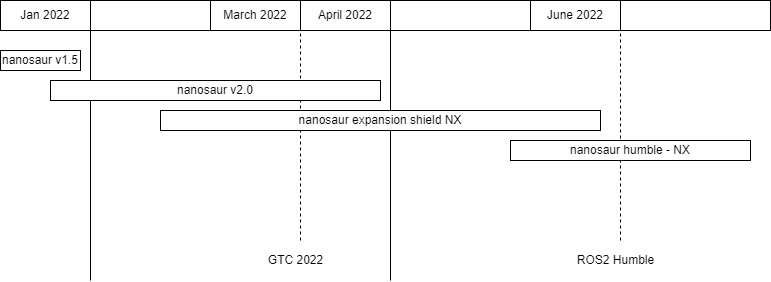 Jan 2022
March 2022
April 2022
June 2022
nanosaur v1.5
nanosaur v2.0
nanosaur expansion shield NX
nanosaur humble - NX
GTC 2022
ROS2 Humble